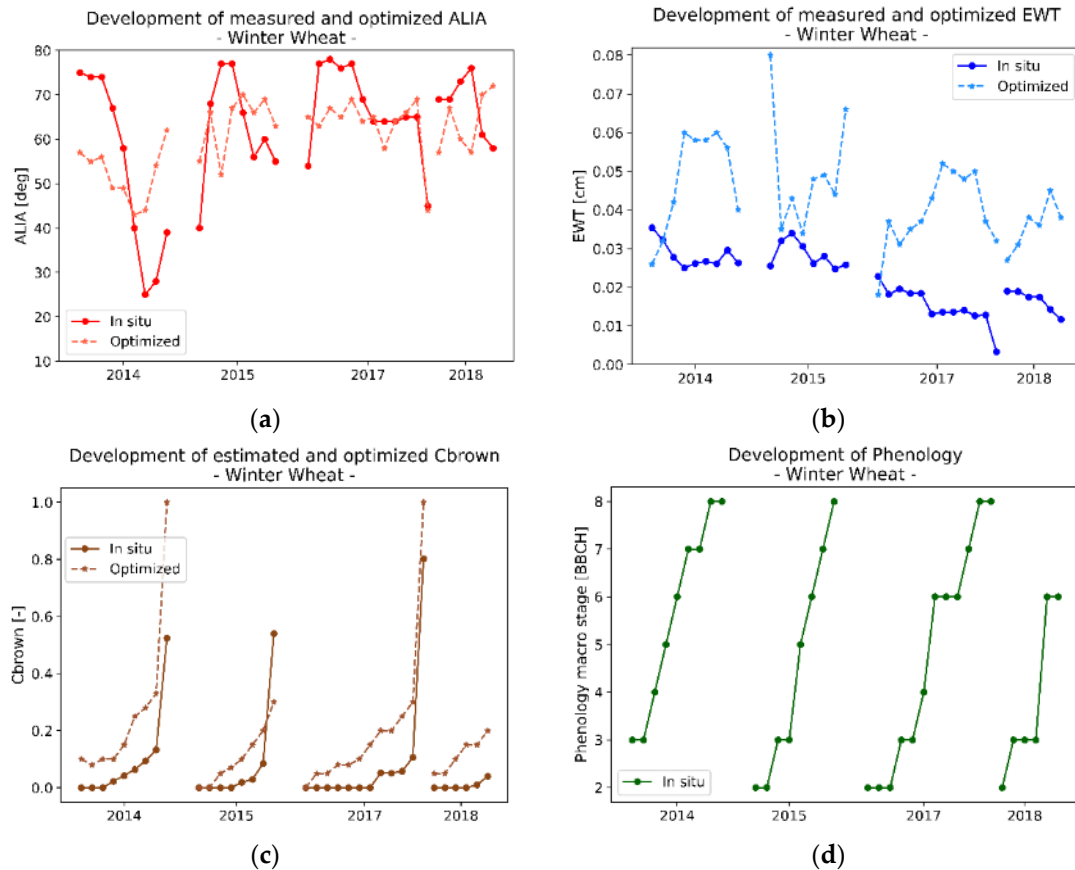 Development of measured and optimized ALIA
- Winter Wheat -
ALIA [deg]
80
70
60
50
40
30
20
10
In situ
Optimized
2014 2015 2017 2018
(a)
Development of measured and optimized EWT
- Winter Wheat -
EWT [cm]
0.08
0.07
0.06
0.05
0.04
0.03
0.02
0.01
0.00
In situ
Optimized
2014 2015 2017 2018
(b)
Development of estimated and optimized Cbrown
- Winter Wheat -
Cbrown [-]
1.0
0.8
0.6
0.4
0.2
0.0
In situ
Optimized
2014 2015 2017 2018
(c)
Development of Phenology
- Winter Wheat -
Phenology macro stage [BBCH]
8
7
6
5
4
3
2
In situ
2014 2015 2017 2018
(d)